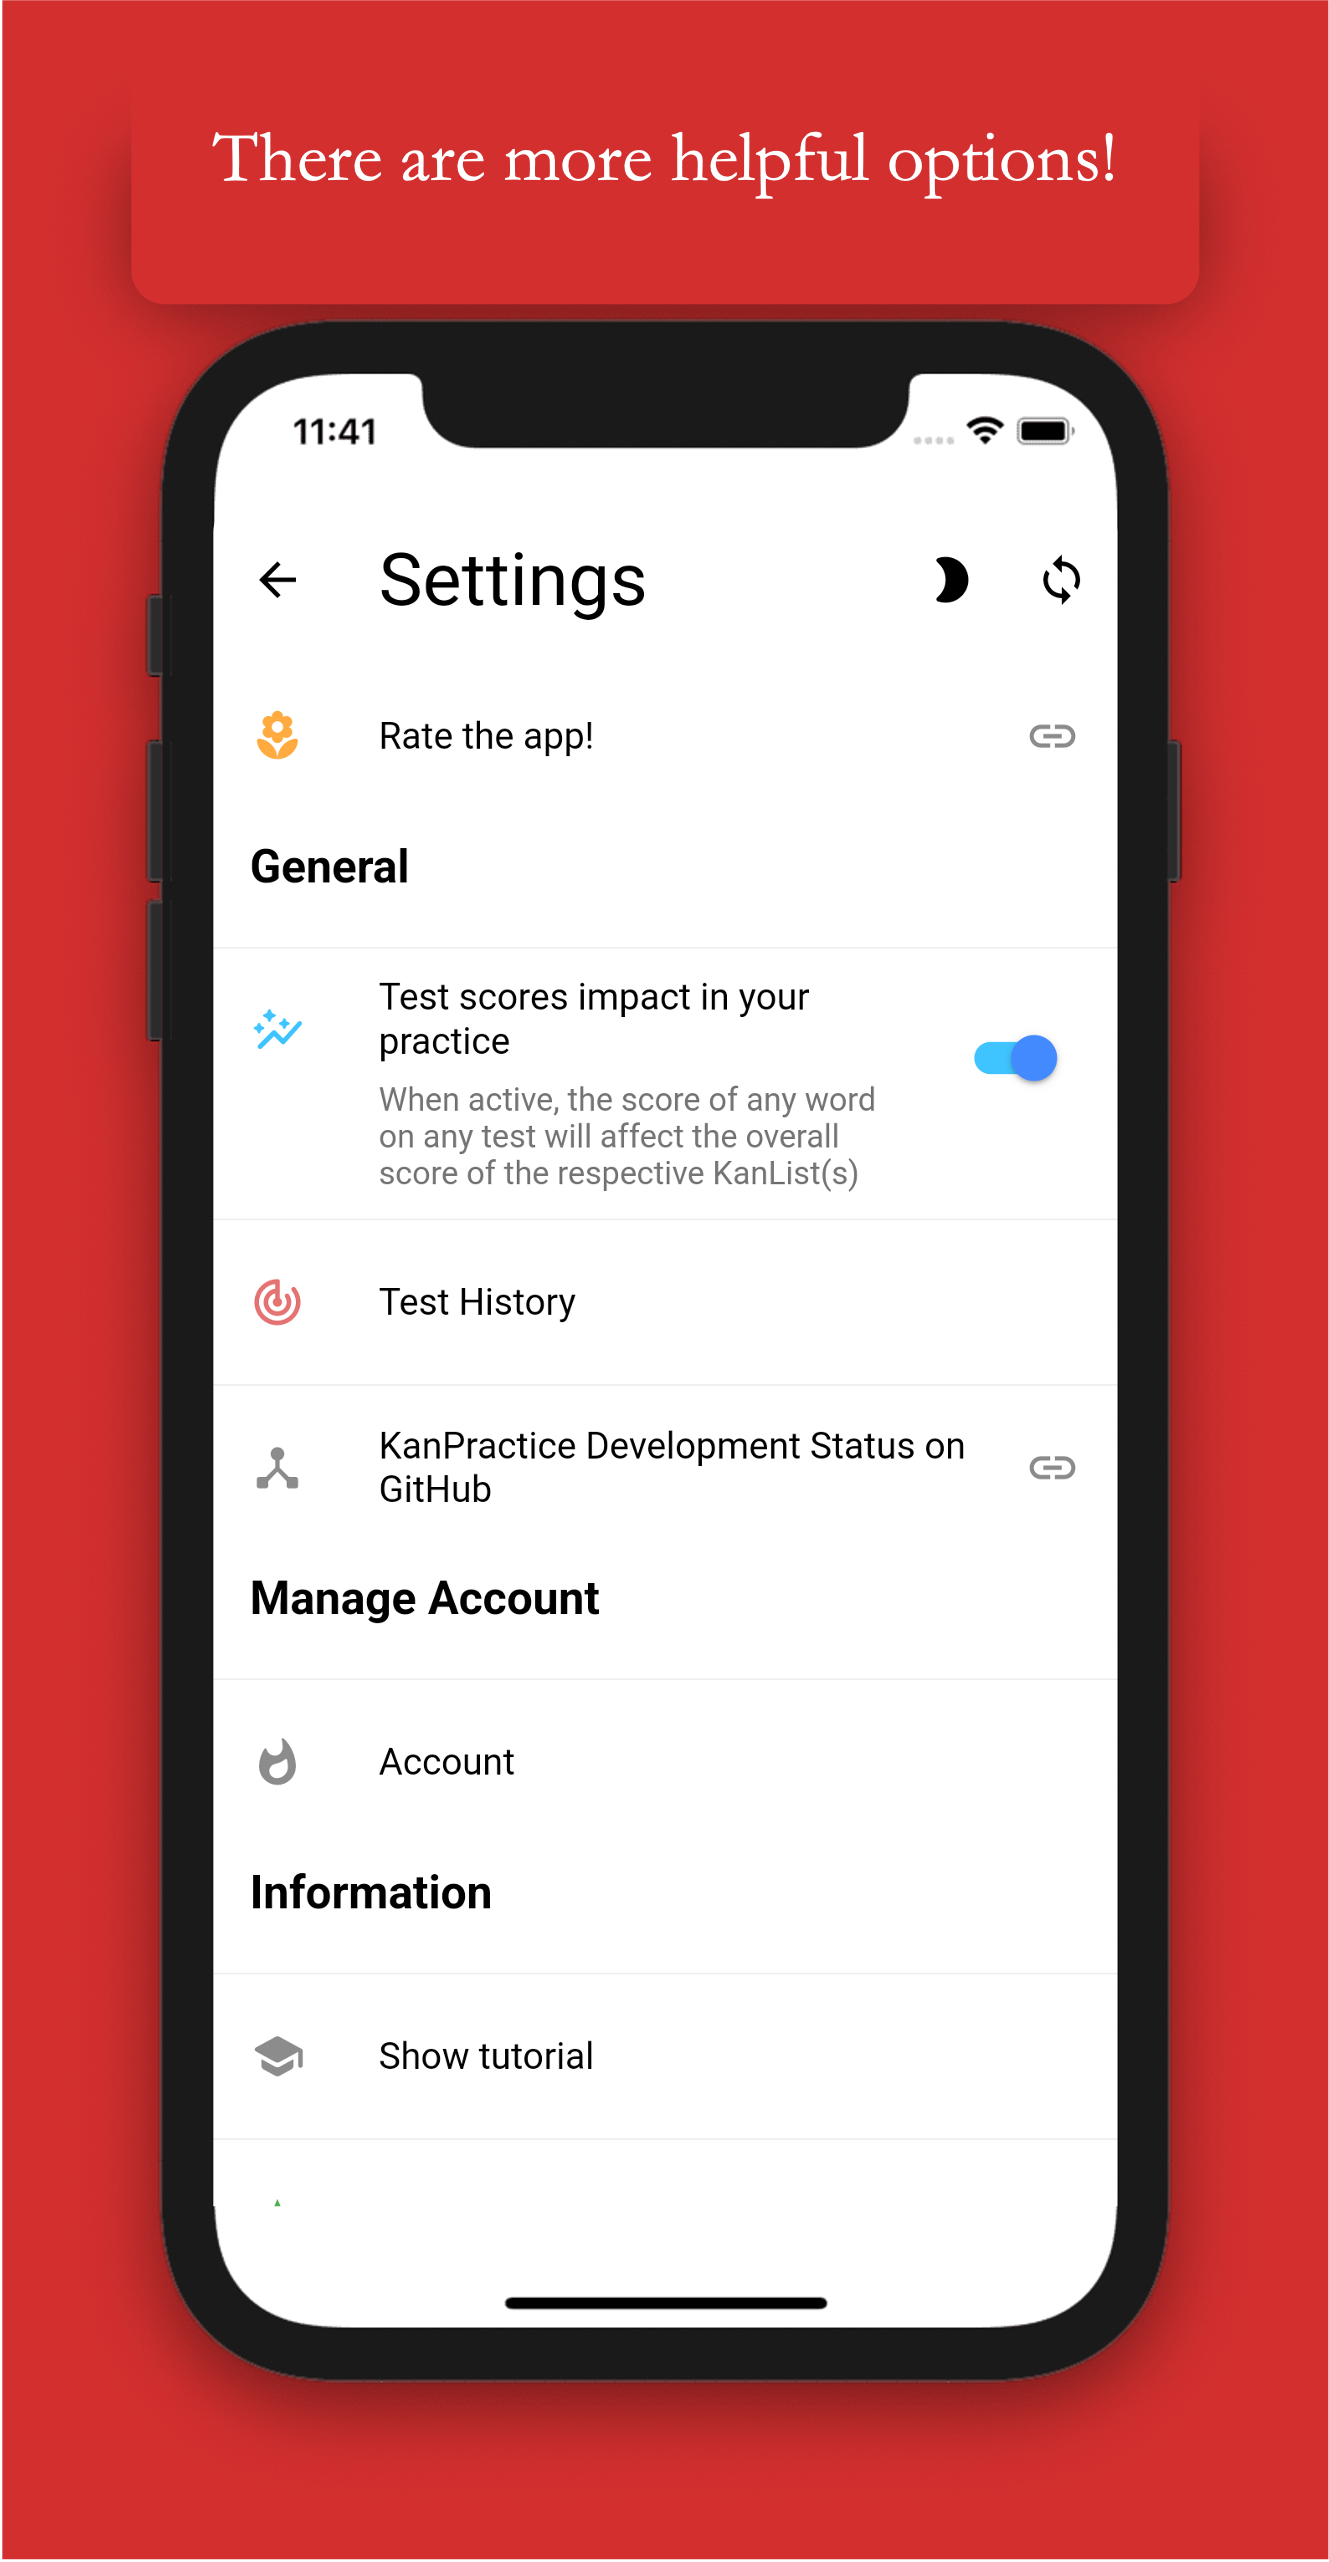 There are more helpful options!
11:41
Settings
Rate the app!
General
Test scores impact in your
practice
When active, the score of any word
on any test will affect the overall
score of the respective KanList(s)
Test History
KanPractice Development Status on
GitHub
Manage Account
Account
Information
Show tutorial